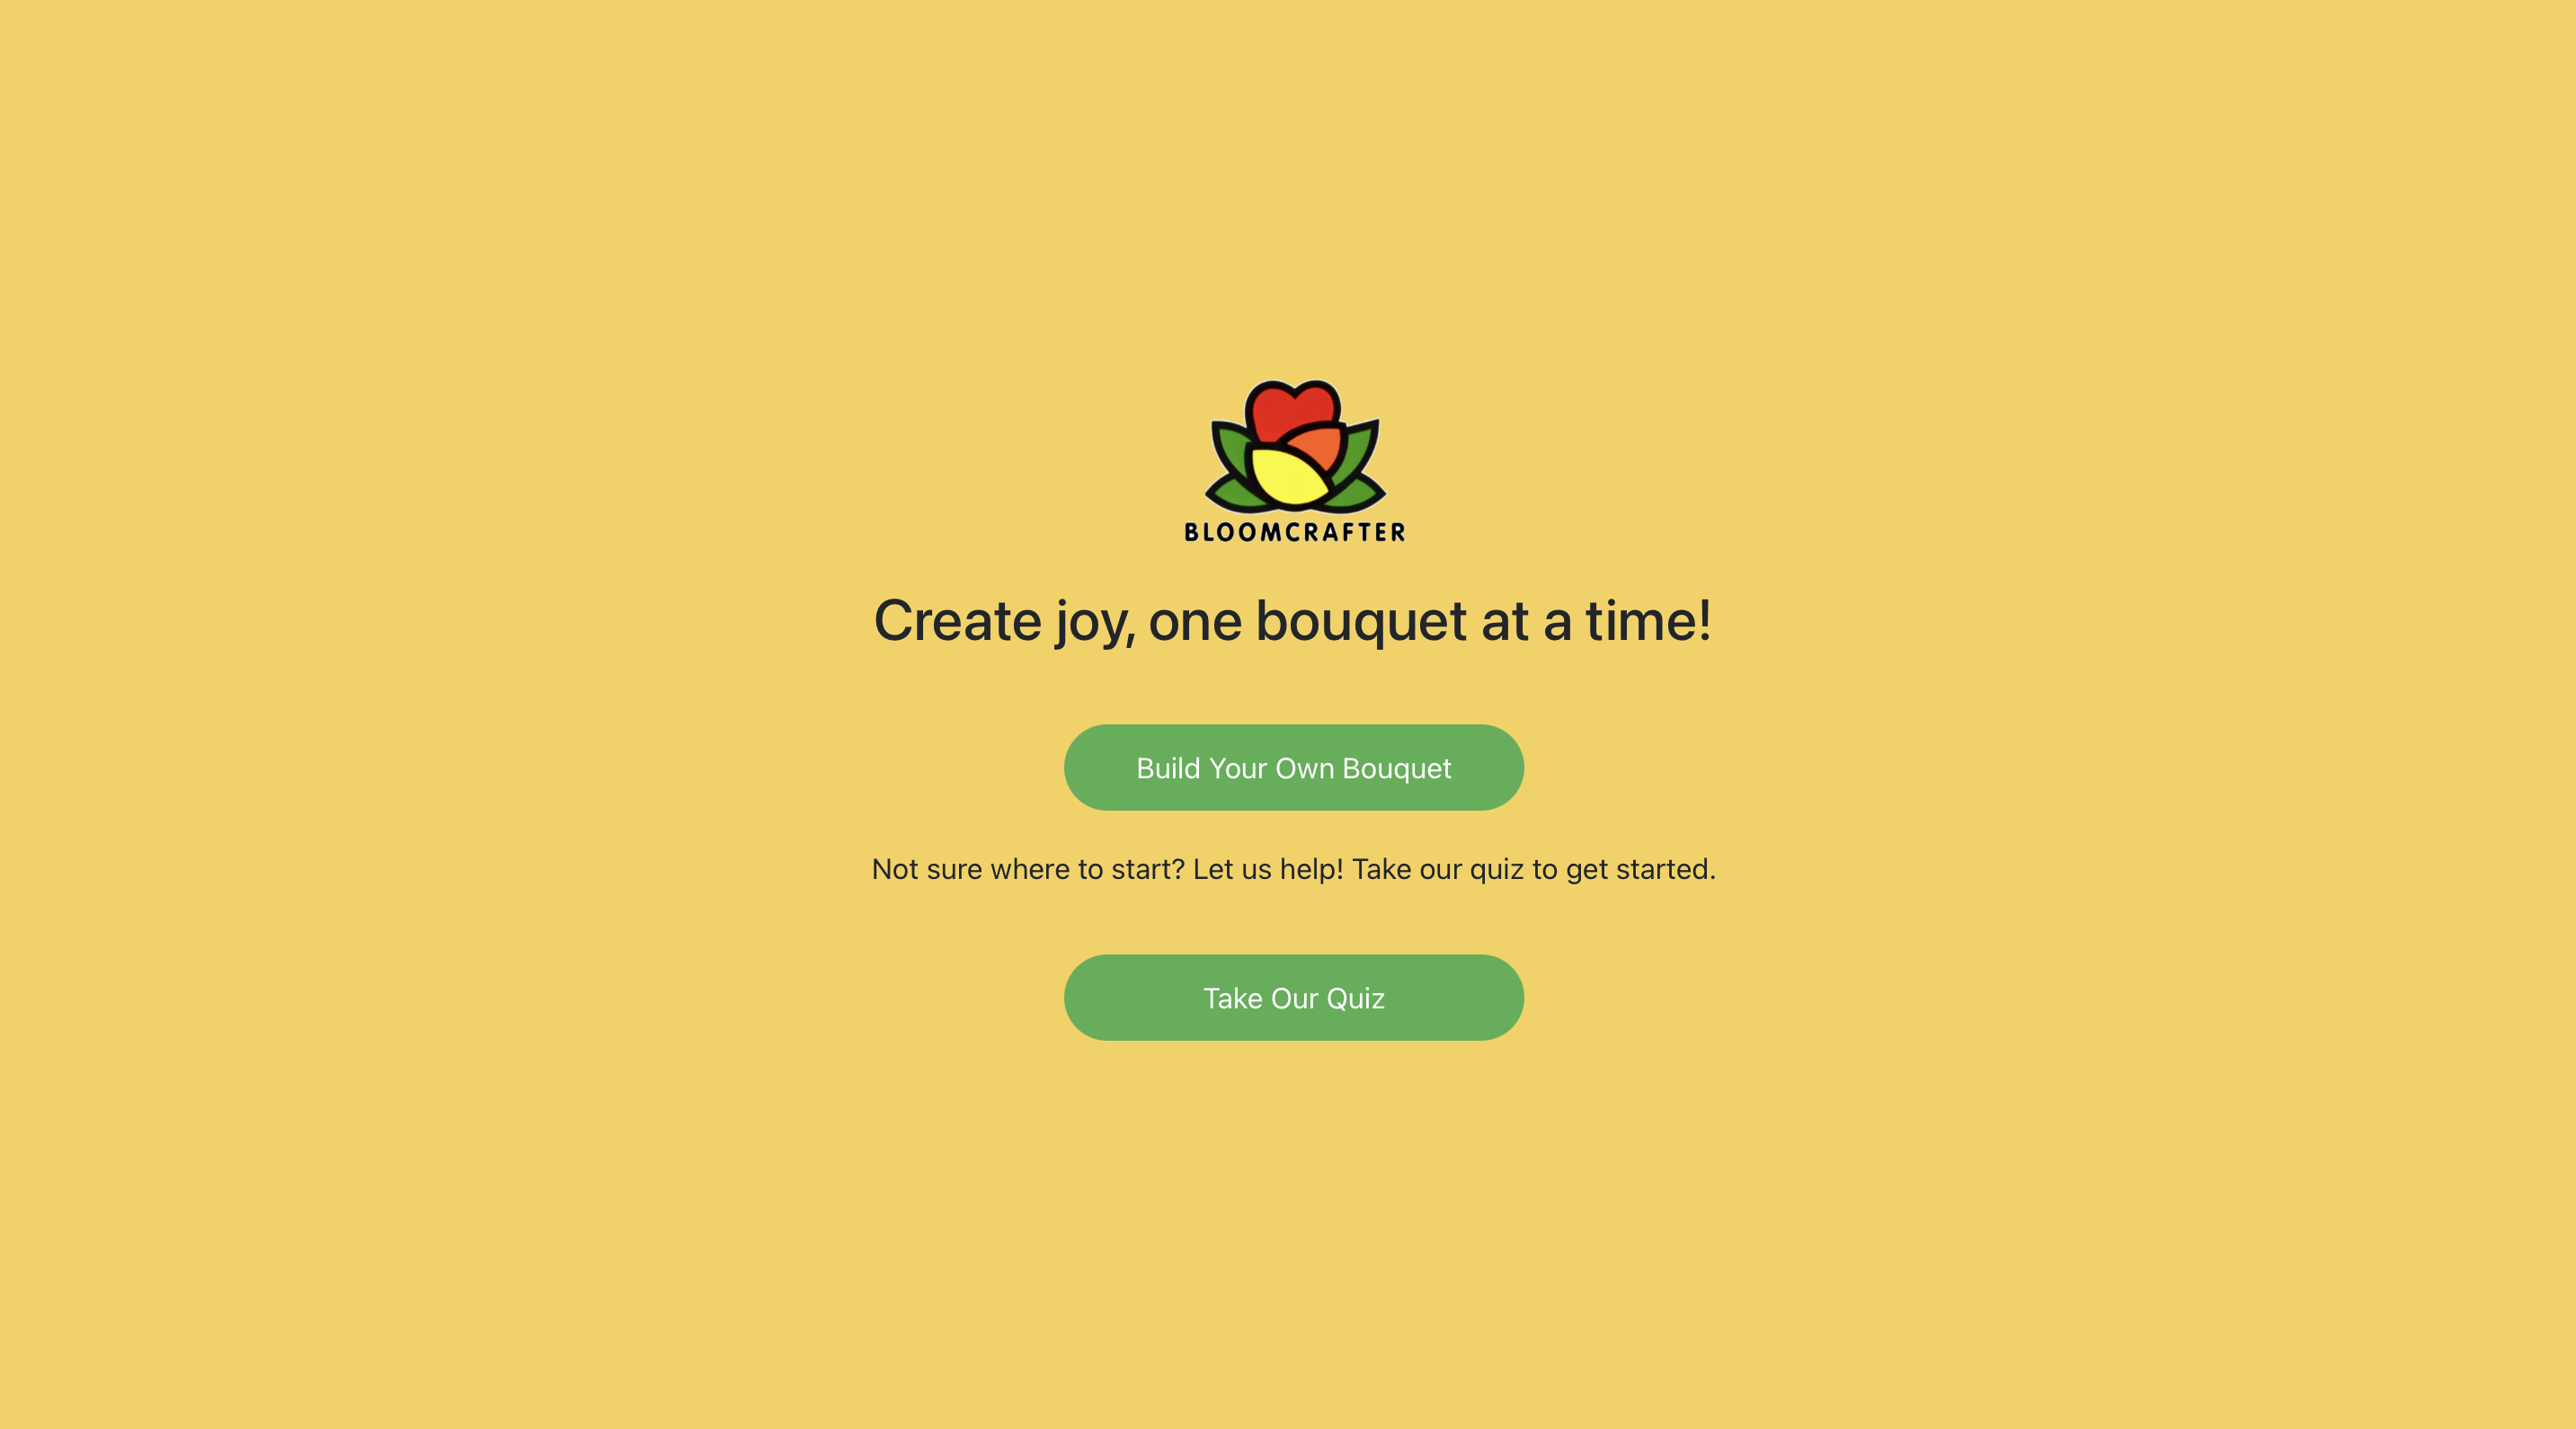 BLOOMCRAFTER
Create joy, one bouquet at a time!
Build Your Own Bouquet
Not sure where to start? Let us help! Take our quiz to get started.
Take Our Quiz